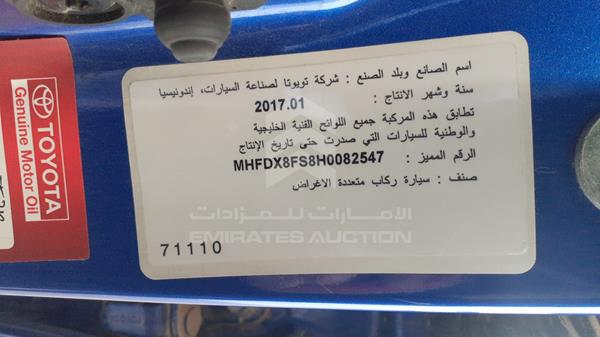 اسم الصانع وبلد الصنع : شركة تويوتا لصناعة السيارات، إندونيسيا
سنة وشهر الانتاج : 2017.01
تطابق هذه المركبة جميع اللوائح الفنية الخليجية
والوطنية للسيارات التي صدرت حتى تاريخ الإنتاج
الرقم المميز : MHFDX8FS8H0082547
صنف : سيارة ركاب متعددة الاغراض
الامارات للمزادات
EMIRATES AUCTION
71110
TOYOTA
Genuine Motor Oil